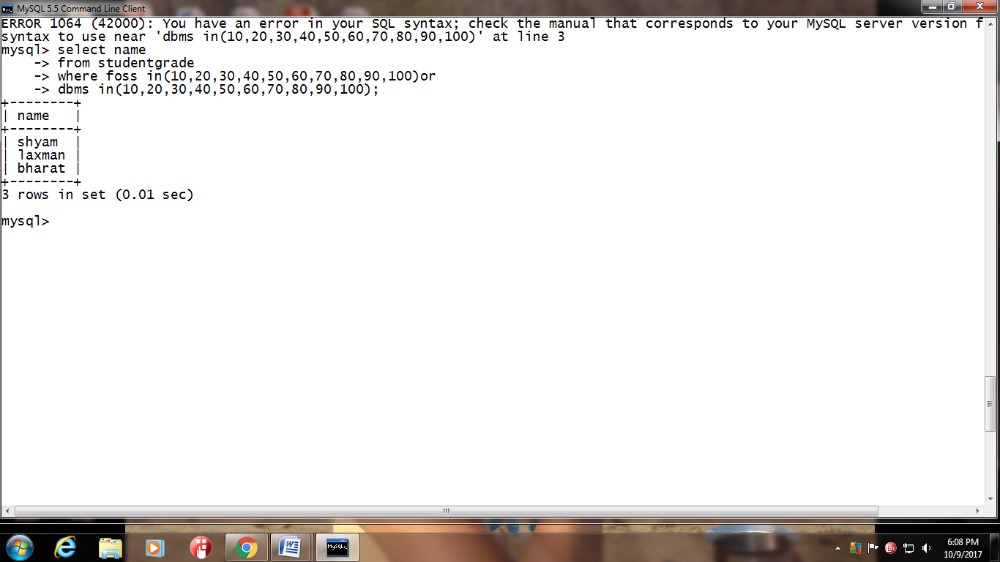 MySQL 5.5 Command Line Client
ERROR 1064 (42000): You have an error in your SQL syntax; check the manual that corresponds to your MySQL server version f
syntax to use near 'dbms in(10,20,30,40,50,60,70,80,90,100)' at line 3
mysql> select name
    -> from studentgrade
    -> where foss in(10,20,30,40,50,60,70,80,90,100)or
    -> dbms in(10,20,30,40,50,60,70,80,90,100);
+--------+
| name   |
+--------+
| shyam  |
| laxman |
| bharat |
+--------+
3 rows in set (0.01 sec)
mysql>
6:08 PM
10/9/2017